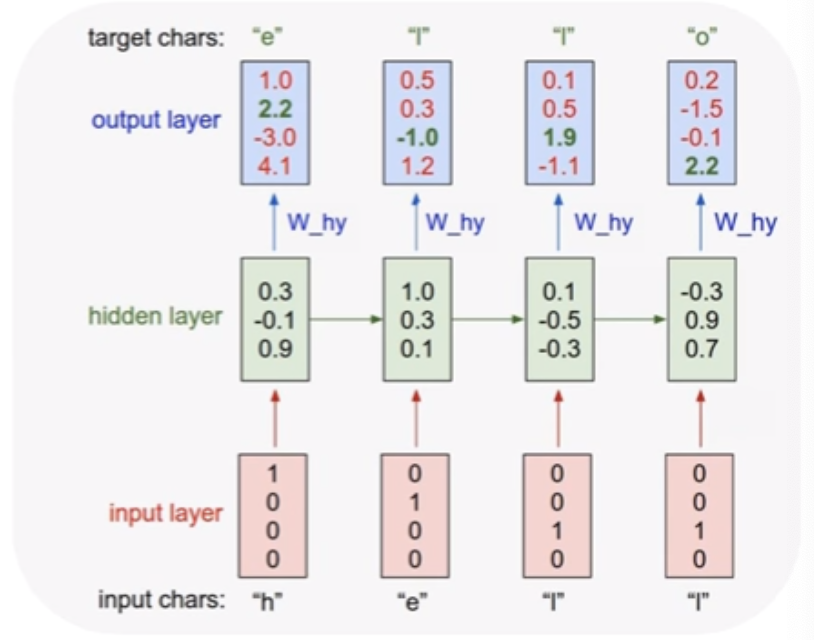 target chars: “e” “l” “l” “o”
1.0 0.5 0.1 0.2
2.2 0.3 0.5 -1.5
output layer
-3.0 -1.0 1.9 -0.1
4.1 1.2 -1.1 2.2
W_hy W_hy W_hy W_hy
0.3 1.0 0.1 -0.3
hidden layer -0.1 0.3 -0.5 0.9
0.9 0.1 -0.3 0.7
1 0 0 0
0 1 0 0
input layer
0 0 1 1
0 0 0 0
input chars: “h” “e” “l” “l”